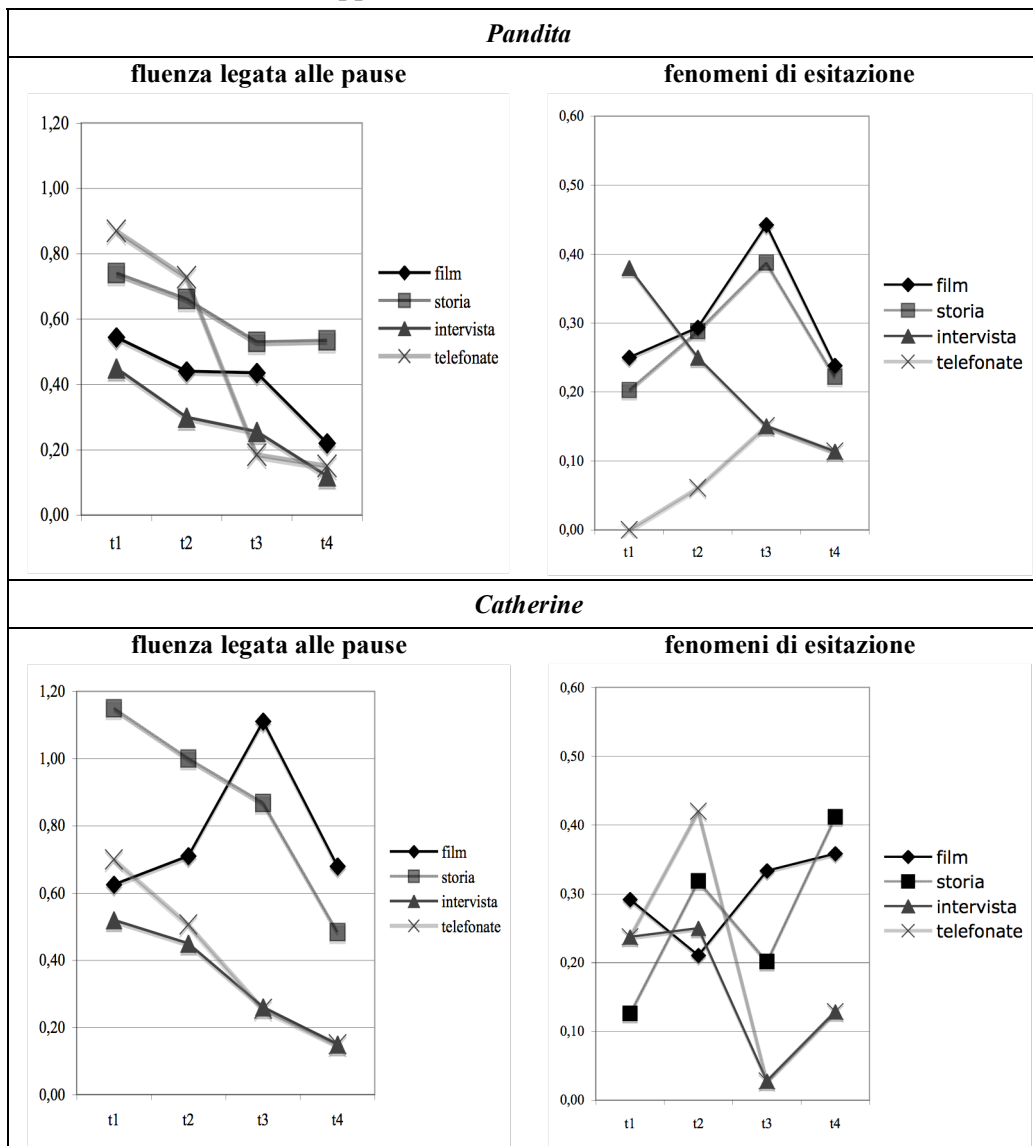 Pandita
fluenza legata alle pause
fenomeni di esitazione
1,20
1,00
0,80
0,60
0,40
0,20
0,00
t1 t2 t3 t4
film
storia
intervista
telefonate
0,60
0,50
0,40
0,30
0,20
0,10
0,00
t1 t2 t3 t4
film
storia
intervista
telefonate
Catherine
fluenza legata alle pause
fenomeni di esitazione
1,20
1,00
0,80
0,60
0,40
0,20
0,00
t1 t2 t3 t4
film
storia
intervista
telefonate
0,60
0,50
0,40
0,30
0,20
0,10
0,00
t1 t2 t3 t4
film
storia
intervista
telefonate